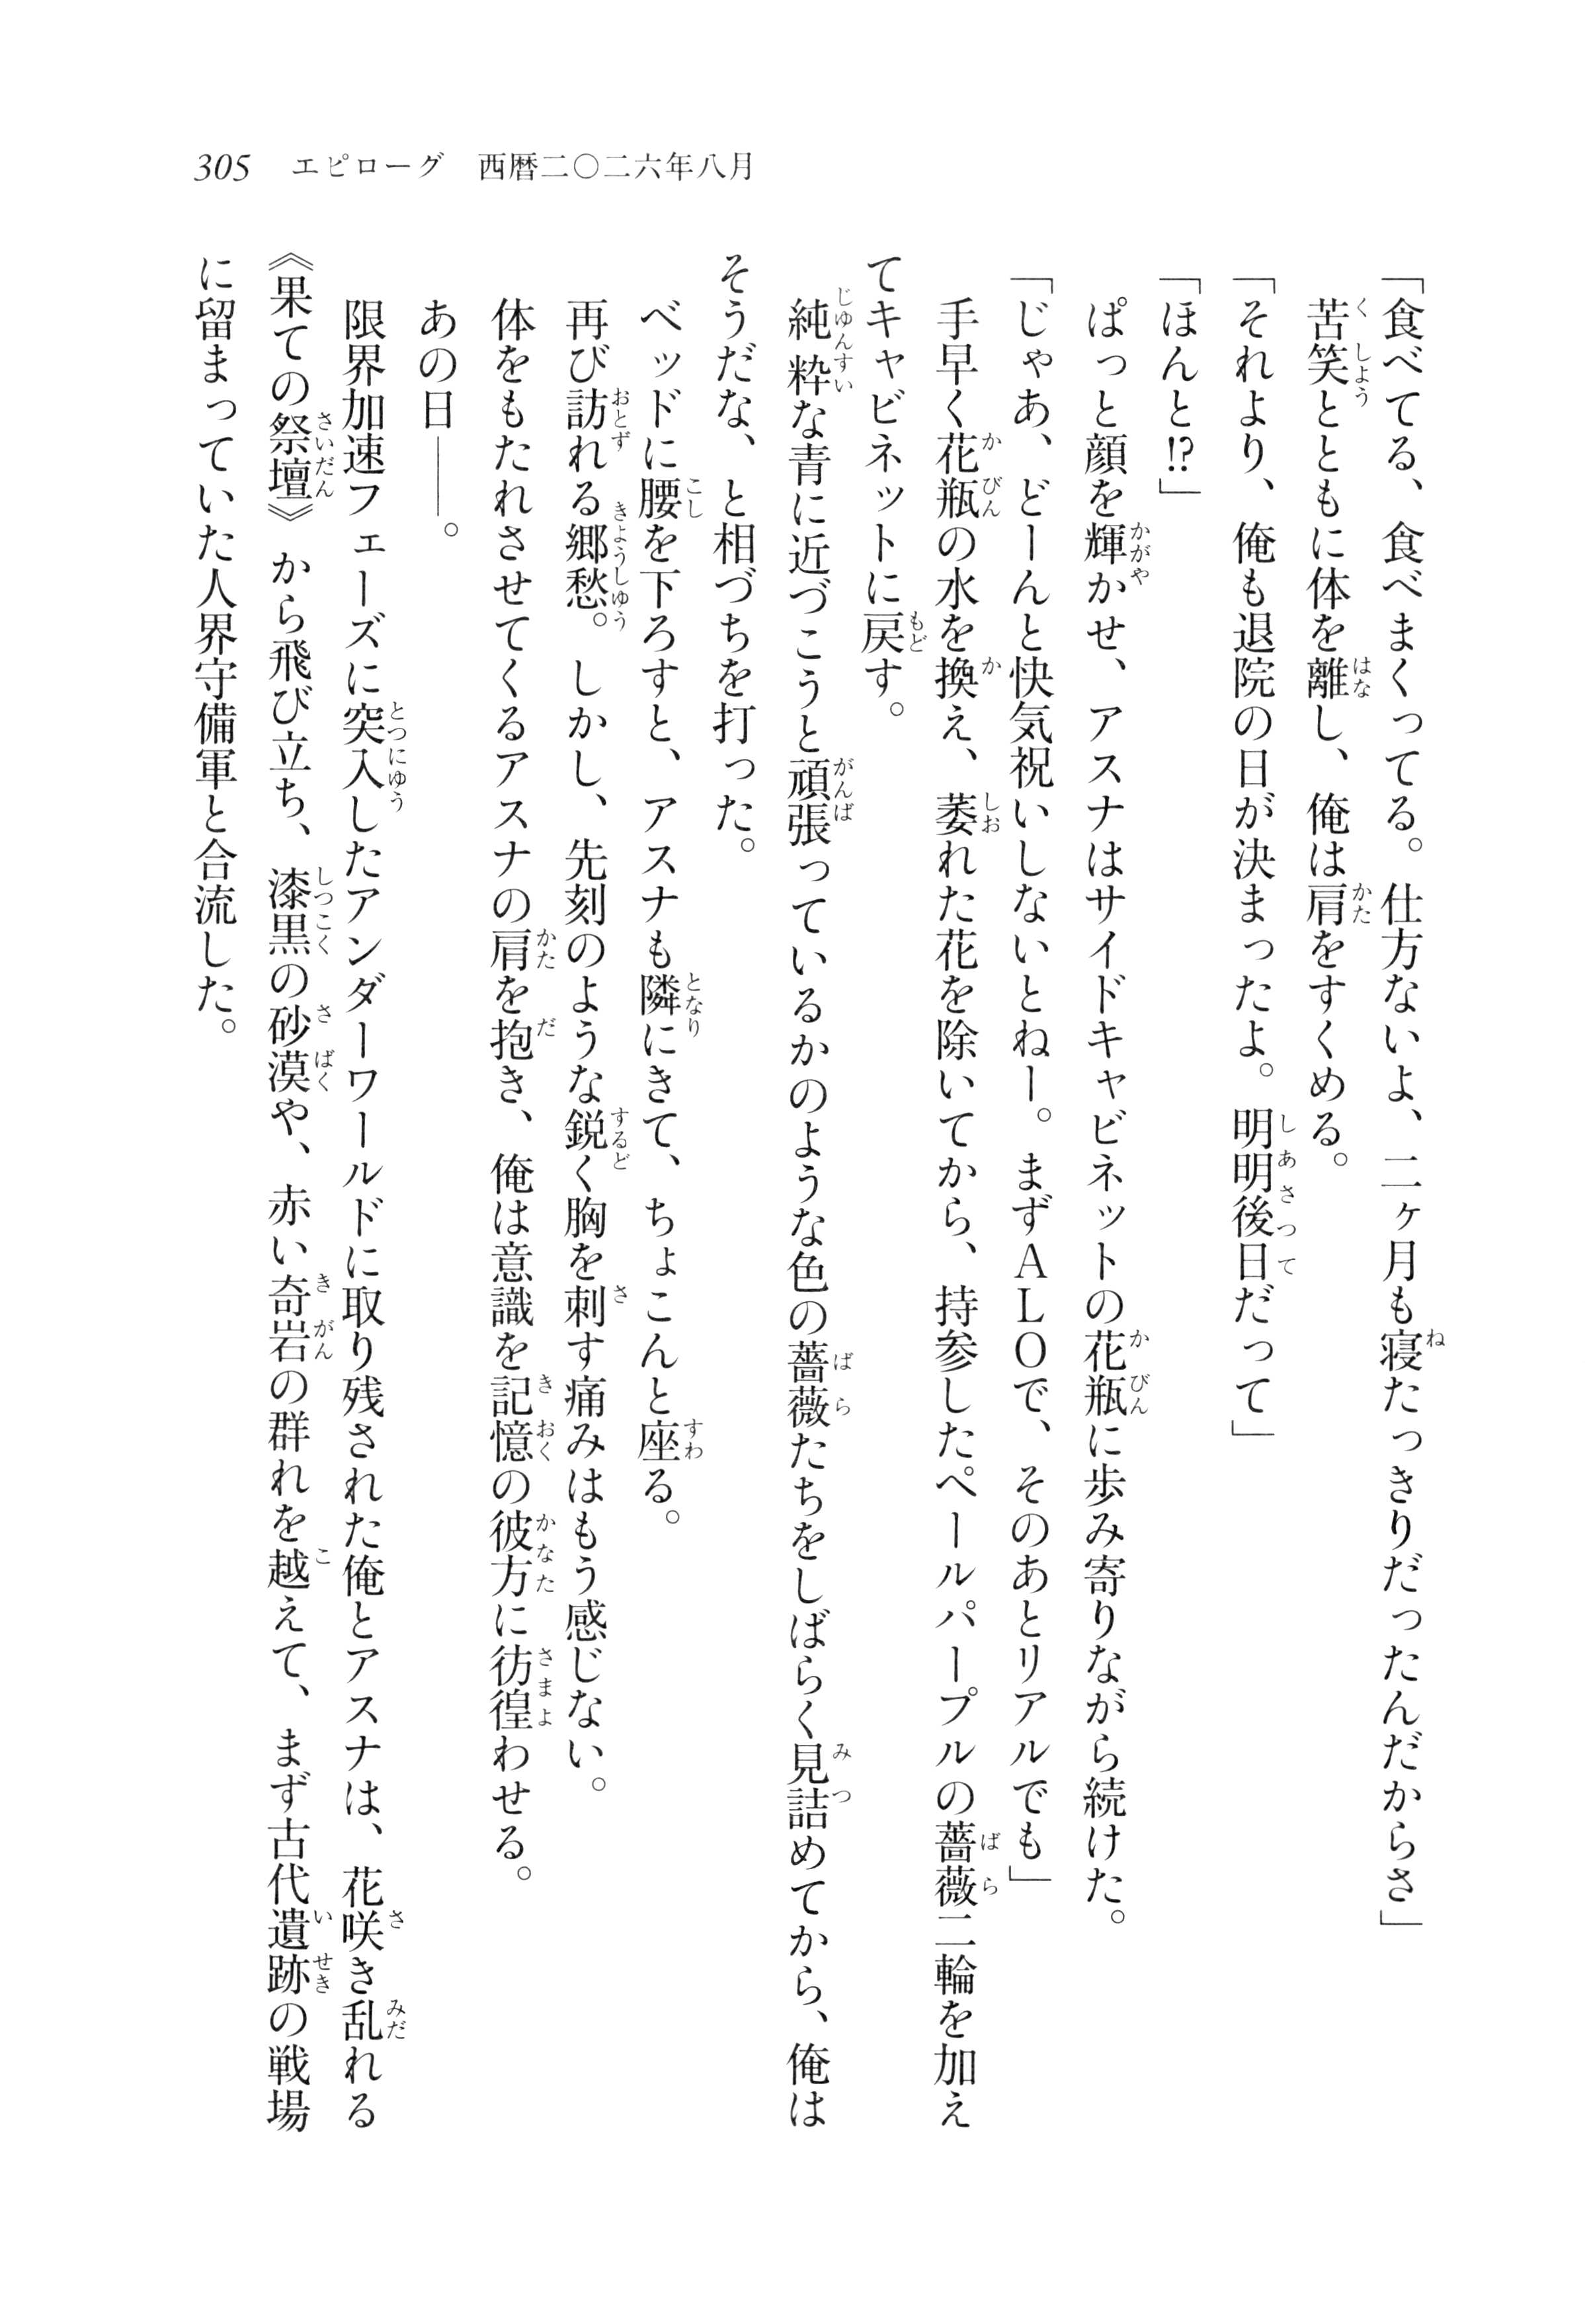 305 エピローグ 西暦二〇二六年八月
「食べてる、食べまくってる。仕方ないよ、二ヶ月も寝たっきりだったんだからさ」
苦笑とともに体を離し、俺は肩をすくめる。
「それより、俺も退院の日が決まったよ。明明後日だって」
「ほんと!?」
ぱっと顔を輝かせ、アスナはサイドキャビネットの花瓶に歩み寄りながら続けた。
「じゃあ、どーんと快気祝いしないとねー。まずＡＬＯで、そのあとリアルでも」
手早く花瓶の水を換え、萎れた花を除いてから、持参したペールパープルの薔薇二輪を加え
てキャビネットに戻す。
純粋な青に近づこうと頑張っているかのような色の薔薇たちをしばらく見詰めてから、俺は
そうだな、と相づちを打った。
ベッドに腰を下ろすと、アスナも隣にきて、ちょこんと座る。
再び訪れる郷愁。しかし、先刻のような鋭く胸を刺す痛みはもう感じない。
体をもたれさせてくるアスナの肩を抱き、俺は意識を記憶の彼方に彷徨わせる。
あの日――。
限界加速フェーズに突入したアンダーワールドに取り残された俺とアスナは、花咲き乱れる
《果ての祭壇》から飛び立ち、漆黒の砂漠や、赤い奇岩の群れを越えて、まず古代遺跡の戦場
に留まっていた人界守備軍と合流した。